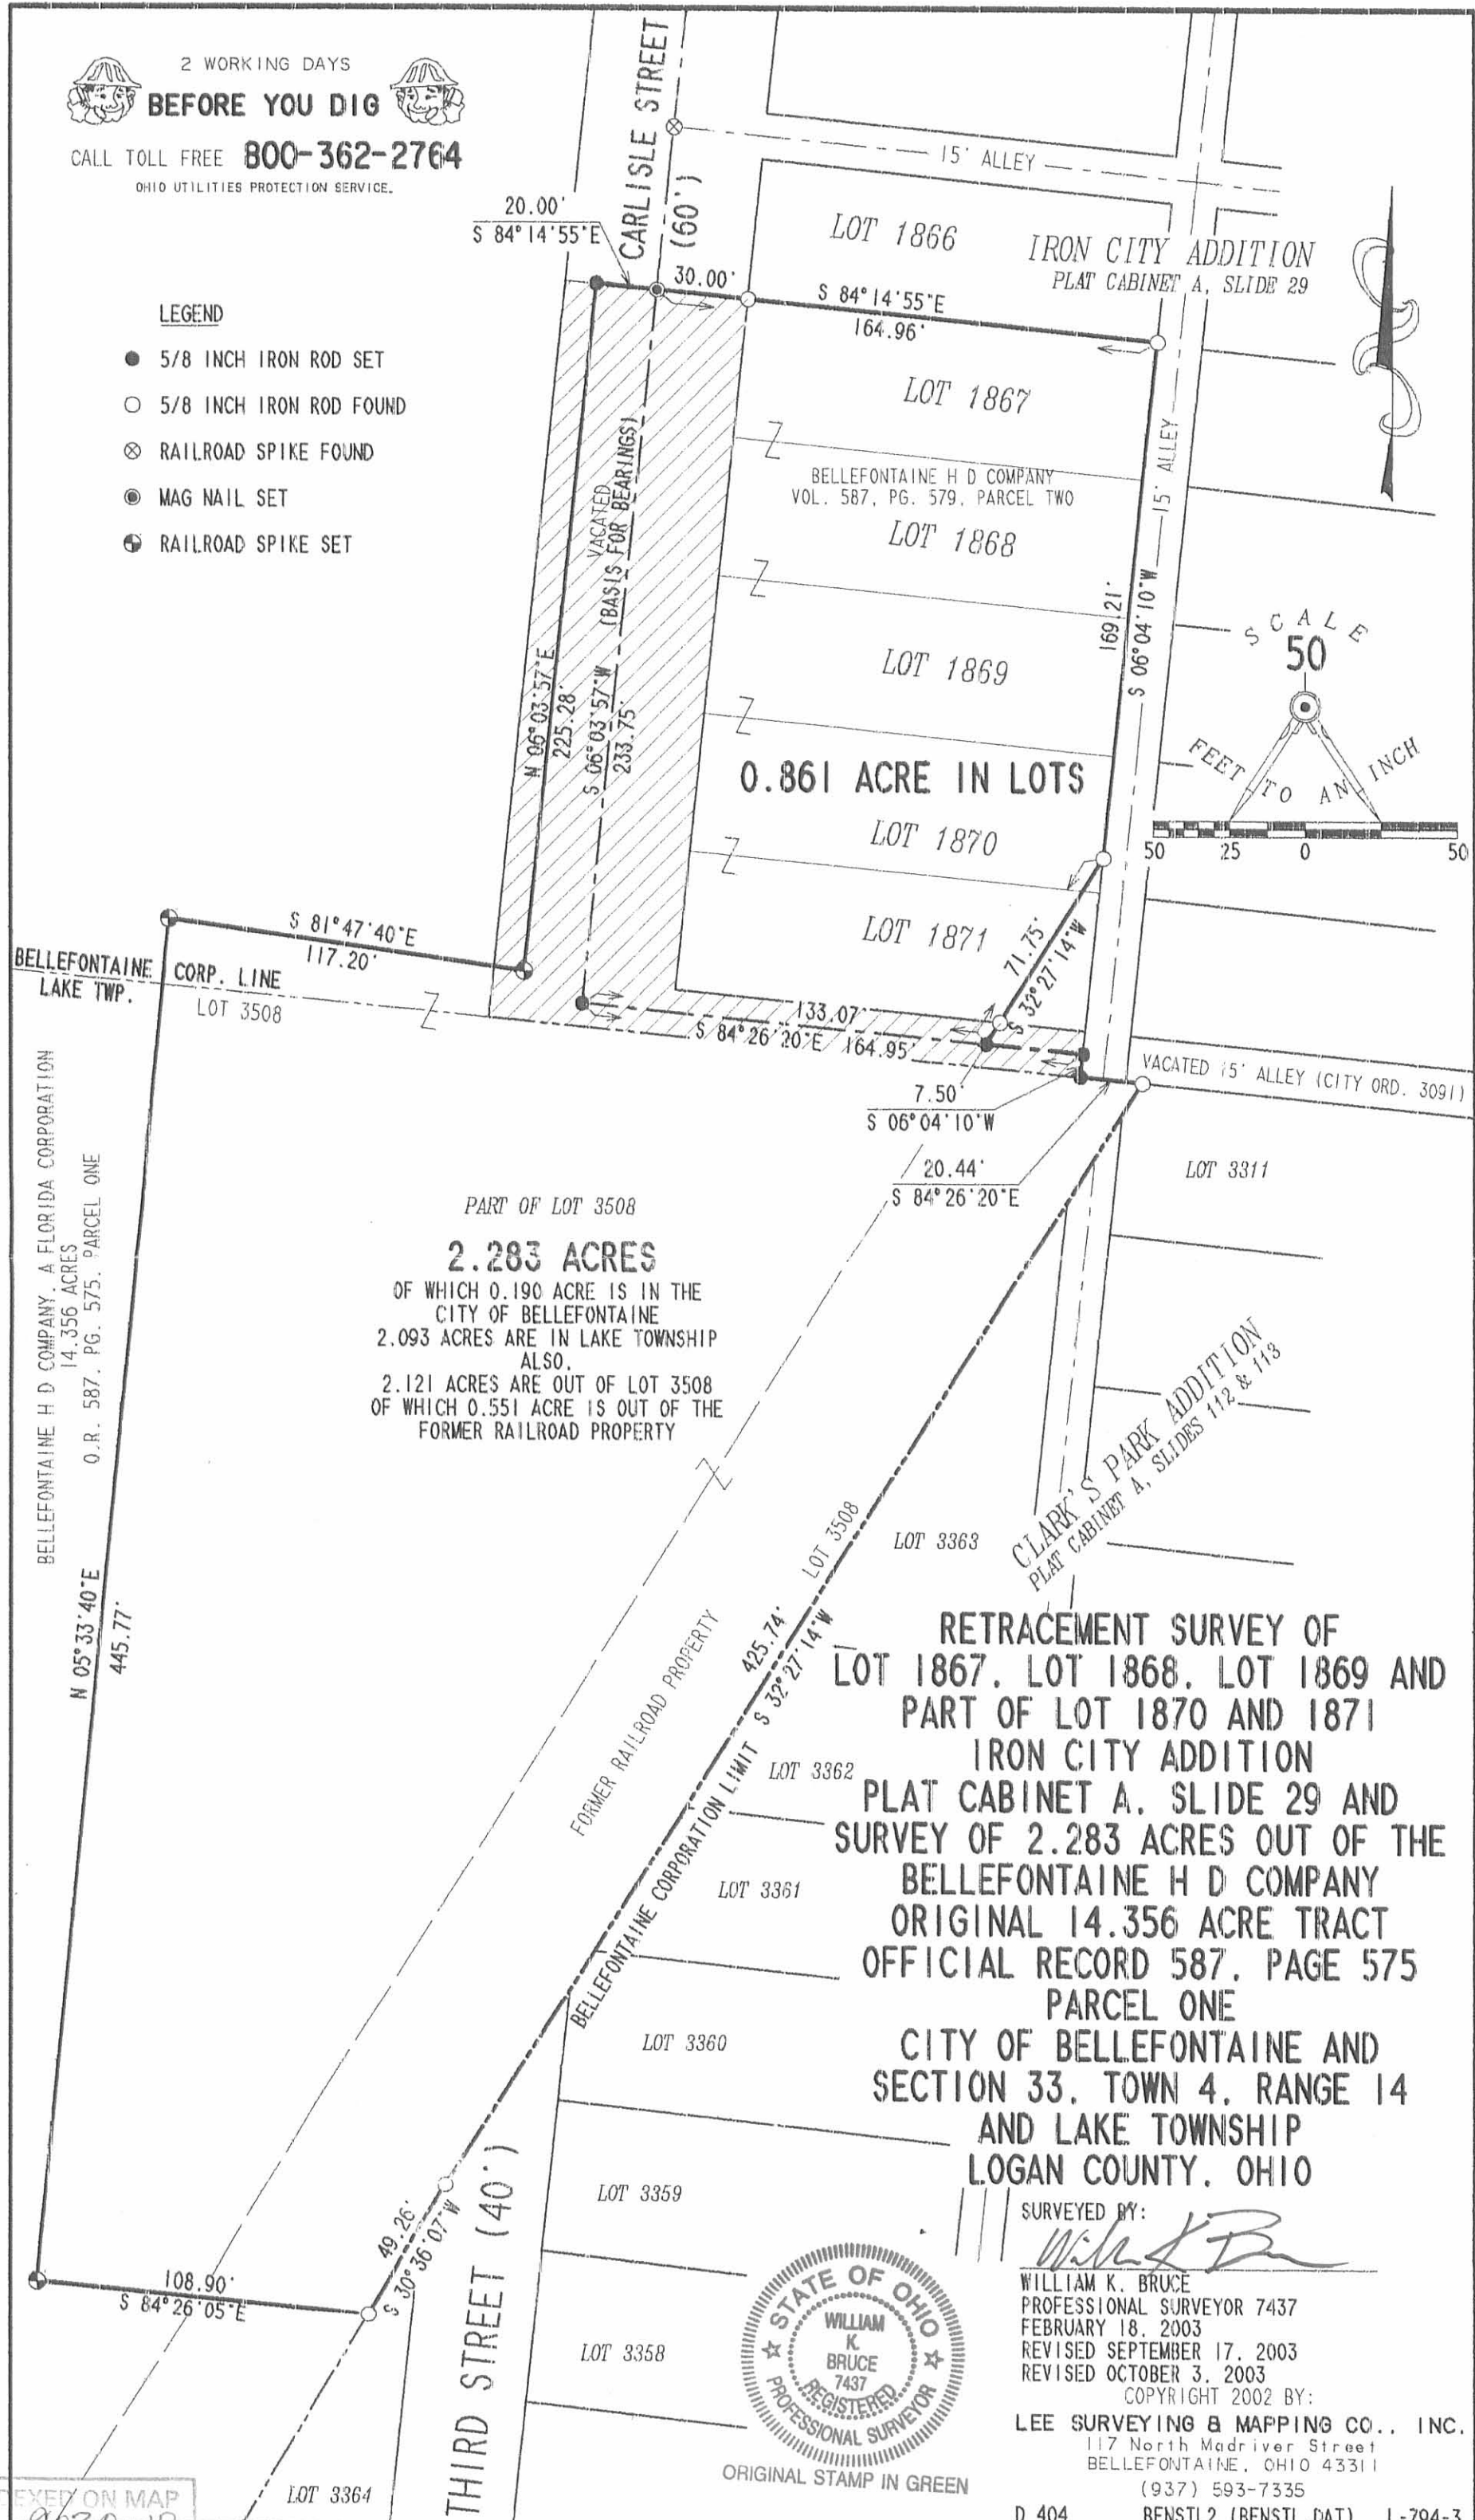 2 WORKING DAYS
BEFORE YOU DIG
CALL TOLL FREE 800-362-2764
OHIO UTILITIES PROTECTION SERVICE.
CARLISLE STREET
(60')
15' ALLEY
20.00'
S 84°14'55"E
30.00'
LOT 1866
IRON CITY ADDITION
PLAT CABINET A, SLIDE 29
S 84°14'55"E
164.96'
LEGEND
5/8 INCH IRON ROD SET
5/8 INCH IRON ROD FOUND
RAILROAD SPIKE FOUND
MAG NAIL SET
RAILROAD SPIKE SET
LOT 1867
BELLEFONTAINE H D COMPANY
VOL. 587, PG. 579, PARCEL TWO
LOT 1868
15' ALLEY
VACATED
(BASIS FOR BEARINGS)
N 06°03'57"E
225.28'
S 06°03'57"W
233.75'
169.21'
S 06°04'10"W
LOT 1869
SCALE
50
FEET TO AN INCH
50 25 0 50
0.861 ACRE IN LOTS
LOT 1870
LOT 1871
71.75'
S 32°27'14"W
S 81°47'40"E
117.20'
BELLEFONTAINE CORP. LINE
LAKE TWP.
LOT 3508
133.07'
S 84°26'20"E 164.95'
VACATED 15' ALLEY (CITY ORD. 3091)
7.50'
S 06°04'10"W
20.44'
S 84°26'20"E
LOT 3311
BELLEFONTAINE H D COMPANY, A FLORIDA CORPORATION
14.356 ACRES
O.R. 587, PG. 575, PARCEL ONE
N 05°33'40"E
445.77'
PART OF LOT 3508
2.283 ACRES
OF WHICH 0.190 ACRE IS IN THE
CITY OF BELLEFONTAINE
2.093 ACRES ARE IN LAKE TOWNSHIP
ALSO,
2.121 ACRES ARE OUT OF LOT 3508
OF WHICH 0.551 ACRE IS OUT OF THE
FORMER RAILROAD PROPERTY
CLARK'S PARK ADDITION
PLAT CABINET A, SLIDES 112 & 113
LOT 3508
LOT 3363
FORMER RAILROAD PROPERTY
425.74'
S 32°27'14"W
BELLEFONTAINE CORPORATION LIMIT
LOT 3362
LOT 3361
LOT 3360
LOT 3359
LOT 3358
LOT 3364
RETRACEMENT SURVEY OF
LOT 1867, LOT 1868, LOT 1869 AND
PART OF LOT 1870 AND 1871
IRON CITY ADDITION
PLAT CABINET A, SLIDE 29 AND
SURVEY OF 2.283 ACRES OUT OF THE
BELLEFONTAINE H D COMPANY
ORIGINAL 14.356 ACRE TRACT
OFFICIAL RECORD 587, PAGE 575
PARCEL ONE
CITY OF BELLEFONTAINE AND
SECTION 33, TOWN 4, RANGE 14
AND LAKE TOWNSHIP
LOGAN COUNTY, OHIO
49.26'
S 30°36'07"W
108.90'
S 84°26'05"E
THIRD STREET (40')
STATE OF OHIO
WILLIAM
K.
BRUCE
7437
REGISTERED
PROFESSIONAL SURVEYOR
ORIGINAL STAMP IN GREEN
SURVEYED BY:
WILLIAM K. BRUCE
PROFESSIONAL SURVEYOR 7437
FEBRUARY 18, 2003
REVISED SEPTEMBER 17, 2003
REVISED OCTOBER 3, 2003
COPYRIGHT 2002 BY:
LEE SURVEYING & MAPPING CO., INC.
117 North Madriver Street
BELLEFONTAINE, OHIO 43311
(937) 593-7335
D 404 BENSTL2 (BENSTL.DAT) L-794-3
ON MAP